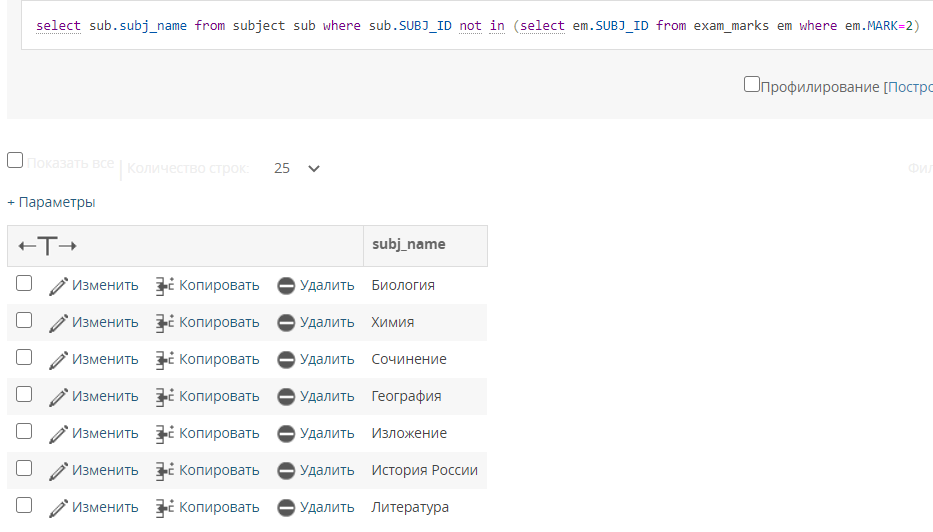 select sub.subj_name from subject sub where sub.SUBJ_ID not in (select em.SUBJ_ID from exam_marks em where em.MARK=2)
Профилирование [Постро
Показать все | Количество строк: 25 Фил
+ Параметры
←T→ subj_name
Изменить Копировать Удалить Биология
Изменить Копировать Удалить Химия
Изменить Копировать Удалить Сочинение
Изменить Копировать Удалить География
Изменить Копировать Удалить Изложение
Изменить Копировать Удалить История России
Изменить Копировать Удалить Литература